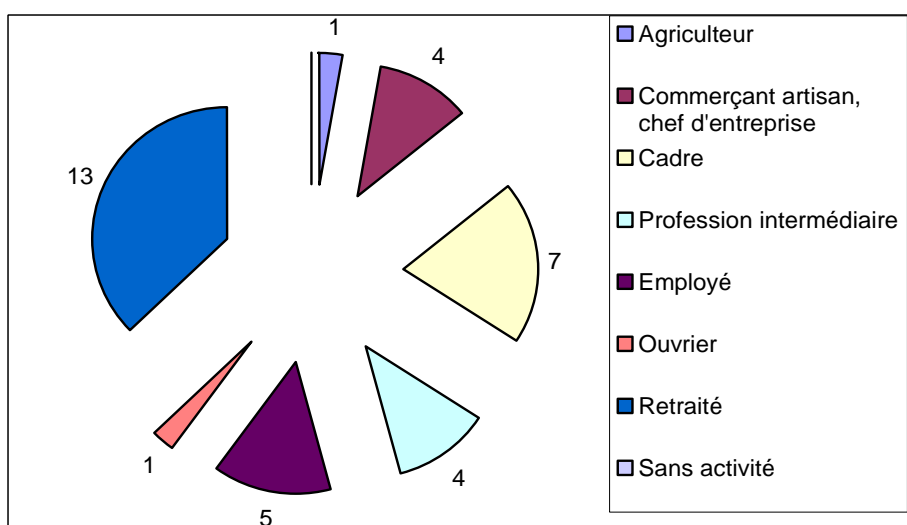 1
4
7
4
5
1
13
Agriculteur
Commerçant artisan,
chef d'entreprise
Cadre
Profession intermédiaire
Employé
Ouvrier
Retraité
Sans activité